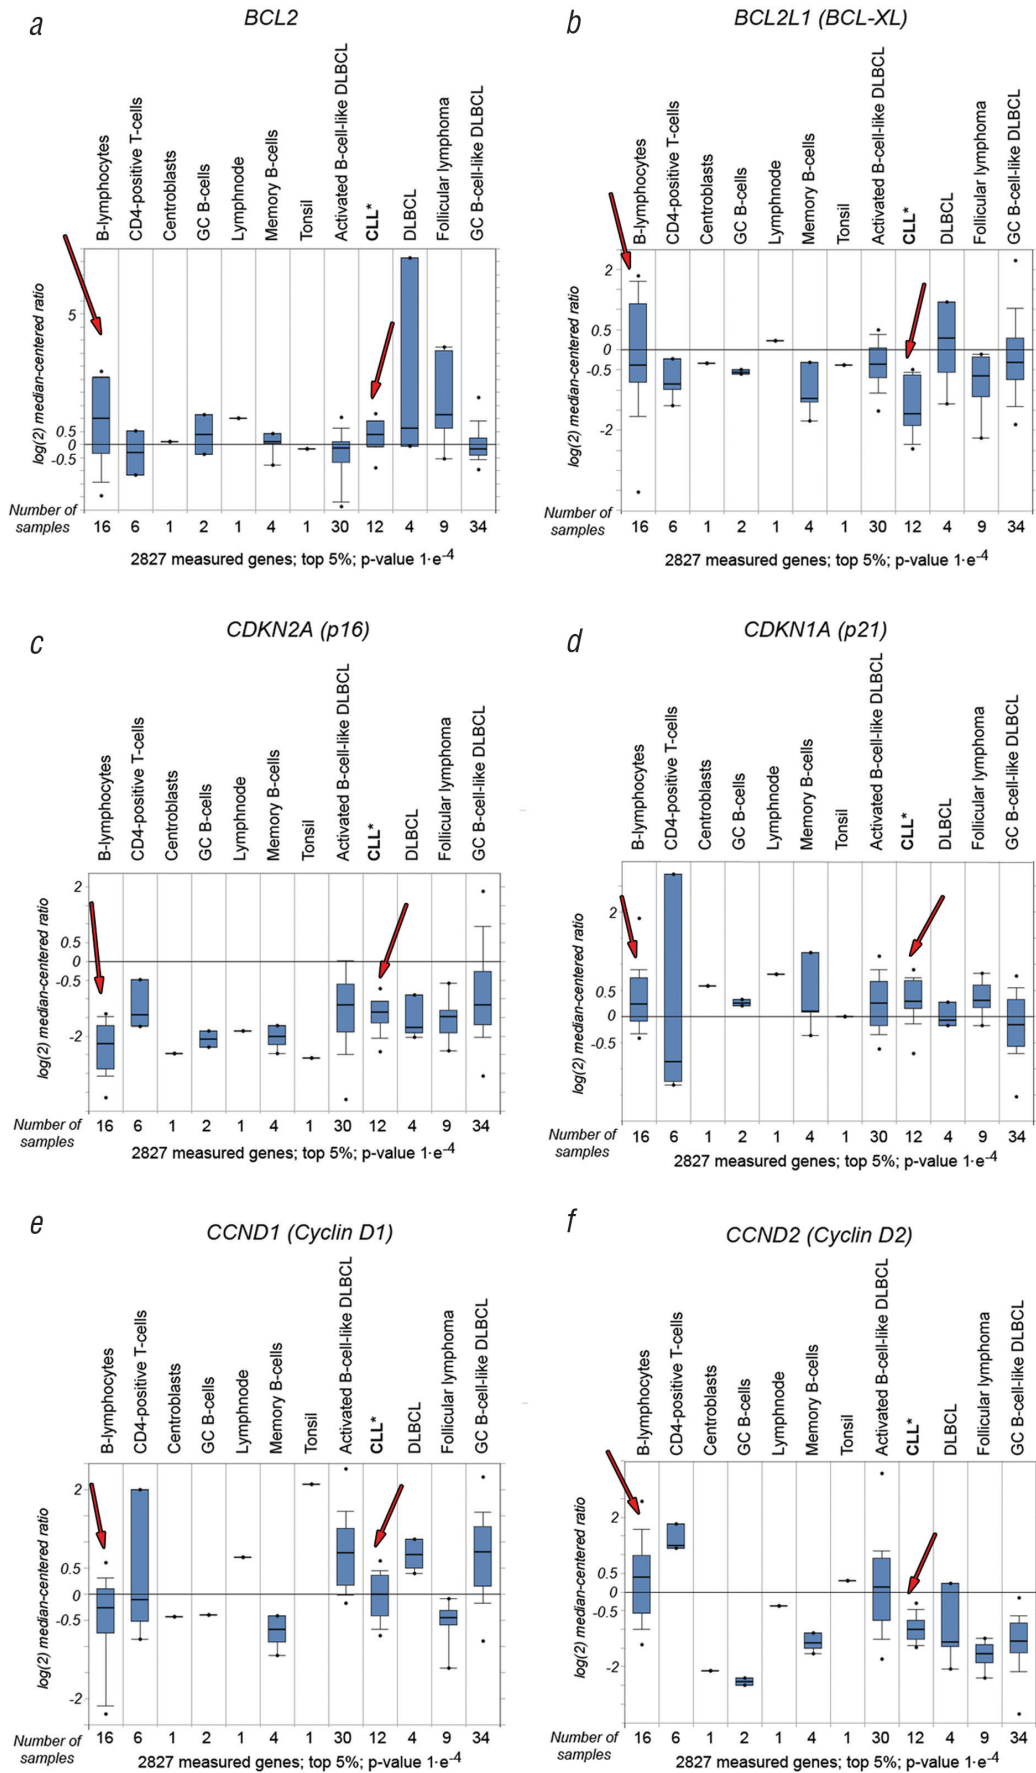 a
BCL2
B-lymphocytes
CD4-positive T-cells
Centroblasts
GC B-cells
Lymphnode
Memory B-cells
Tonsil
Activated B-cell-like DLBCL
CLL*
DLBCL
Follicular lymphoma
GC B-cell-like DLBCL
log(2) median-centered ratio
5
0.5
0
-0.5
Number of samples
16 6 1 2 1 4 1 30 12 4 9 34
2827 measured genes; top 5%; p-value 1·e-4
b
BCL2L1 (BCL-XL)
B-lymphocytes
CD4-positive T-cells
Centroblasts
GC B-cells
Lymphnode
Memory B-cells
Tonsil
Activated B-cell-like DLBCL
CLL*
DLBCL
Follicular lymphoma
GC B-cell-like DLBCL
log(2) median-centered ratio
2
0.5
0
-0.5
-2
Number of samples
16 6 1 2 1 4 1 30 12 4 9 34
2827 measured genes; top 5%; p-value 1·e-4
c
CDKN2A (p16)
B-lymphocytes
CD4-positive T-cells
Centroblasts
GC B-cells
Lymphnode
Memory B-cells
Tonsil
Activated B-cell-like DLBCL
CLL*
DLBCL
Follicular lymphoma
GC B-cell-like DLBCL
log(2) median-centered ratio
2
0.5
0
-0.5
-2
Number of samples
16 6 1 2 1 4 1 30 12 4 9 34
2827 measured genes; top 5%; p-value 1·e-4
d
CDKN1A (p21)
B-lymphocytes
CD4-positive T-cells
Centroblasts
GC B-cells
Lymphnode
Memory B-cells
Tonsil
Activated B-cell-like DLBCL
CLL*
DLBCL
Follicular lymphoma
GC B-cell-like DLBCL
log(2) median-centered ratio
2
0.5
0
-0.5
Number of samples
16 6 1 2 1 4 1 30 12 4 9 34
2827 measured genes; top 5%; p-value 1·e-4
e
CCND1 (Cyclin D1)
B-lymphocytes
CD4-positive T-cells
Centroblasts
GC B-cells
Lymphnode
Memory B-cells
Tonsil
Activated B-cell-like DLBCL
CLL*
DLBCL
Follicular lymphoma
GC B-cell-like DLBCL
log(2) median-centered ratio
2
0.5
0
-0.5
-2
Number of samples
16 6 1 2 1 4 1 30 12 4 9 34
2827 measured genes; top 5%; p-value 1·e-4
f
CCND2 (Cyclin D2)
B-lymphocytes
CD4-positive T-cells
Centroblasts
GC B-cells
Lymphnode
Memory B-cells
Tonsil
Activated B-cell-like DLBCL
CLL*
DLBCL
Follicular lymphoma
GC B-cell-like DLBCL
log(2) median-centered ratio
2
0.5
0
-0.5
-2
Number of samples
16 6 1 2 1 4 1 30 12 4 9 34
2827 measured genes; top 5%; p-value 1·e-4